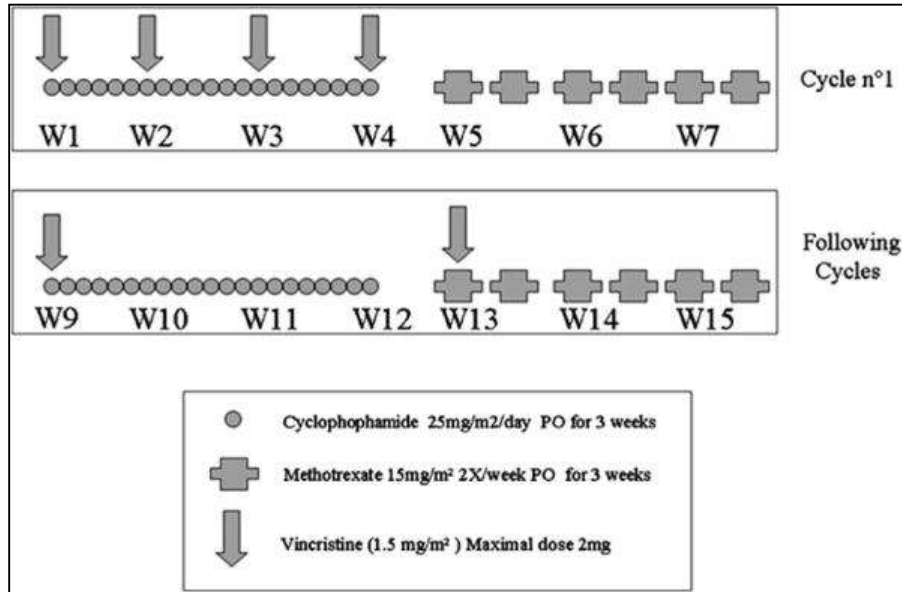 Cycle n°1
W1 W2 W3 W4 W5 W6 W7
Following
Cycles
W9 W10 W11 W12 W13 W14 W15
Cyclophophamide 25mg/m2/day PO for 3 weeks
Methotrexate 15mg/m² 2X/week PO for 3 weeks
Vincristine (1.5 mg/m² ) Maximal dose 2mg